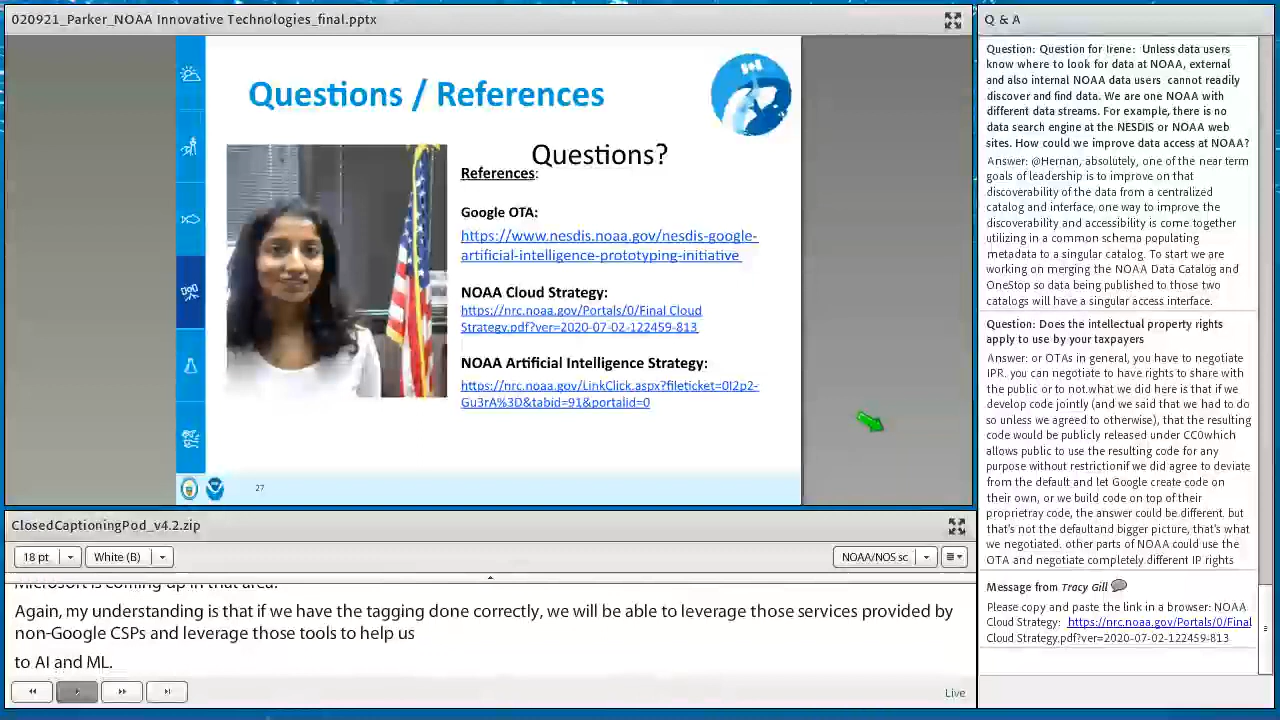 020921_Parker_NOAA Innovative Technologies_final.pptx
Questions / References
Questions?
References:
Google OTA:
https://www.nesdis.noaa.gov/nesdis-google-
artificial-intelligence-prototyping-initiative
NOAA Cloud Strategy:
https://nrc.noaa.gov/Portals/0/Final Cloud
Strategy.pdf?ver=2020-07-02-122459-813
NOAA Artificial Intelligence Strategy:
https://nrc.noaa.gov/LinkClick.aspx?fileticket=0I2p2-
Gu3rA%3D&tabid=91&portalid=0
27
ClosedCaptioningPod_v4.2.zip
18 pt
White (B)
NOAA/NOS sc
Microsoft is coming up in that area.
Again, my understanding is that if we have the tagging done correctly, we will be able to leverage those services provided by
non-Google CSPs and leverage those tools to help us
to AI and ML.
Live
Q & A
Question: Question for Irene: Unless data users
know where to look for data at NOAA, external
and also internal NOAA data users cannot readily
discover and find data. We are one NOAA with
different data streams. For example, there is no
data search engine at the NESDIS or NOAA web
sites. How could we improve data access at NOAA?
Answer: @Hernan, absolutely, one of the near term
goals of leadership is to improve on that
discoverability of the data from a centralized
catalog and interface, one way to improve the
discoverability and accessibility is come together
utilizing in a common schema populating
metadata to a singular catalog. To start we are
working on merging the NOAA Data Catalog and
OneStop so data being published to those two
catalogs will have a singular access interface.
Question: Does the intellectual property rights
apply to use by your taxpayers
Answer: or OTAs in general, you have to negotiate
IPR. you can negotiate to have rights to share with
the public or to not.what we did here is that if we
develop code jointly (and we said that we had to do
so unless we agreed to otherwise), that the resulting
code would be publicly released under CC0which
allows public to use the resulting code for any
purpose without restrictionif we did agree to deviate
from the default and let Google create code on
their own, or we build code on top of their
proprietray code, the answer could be different. but
that's not the defaultand bigger picture, that's what
we negotiated. other parts of NOAA could use the
OTA and negotiate completely different IP rights
Message from Tracy Gill
Please copy and paste the link in a browser: NOAA
Cloud Strategy: https://nrc.noaa.gov/Portals/0/Final
Cloud Strategy.pdf?ver=2020-07-02-122459-813